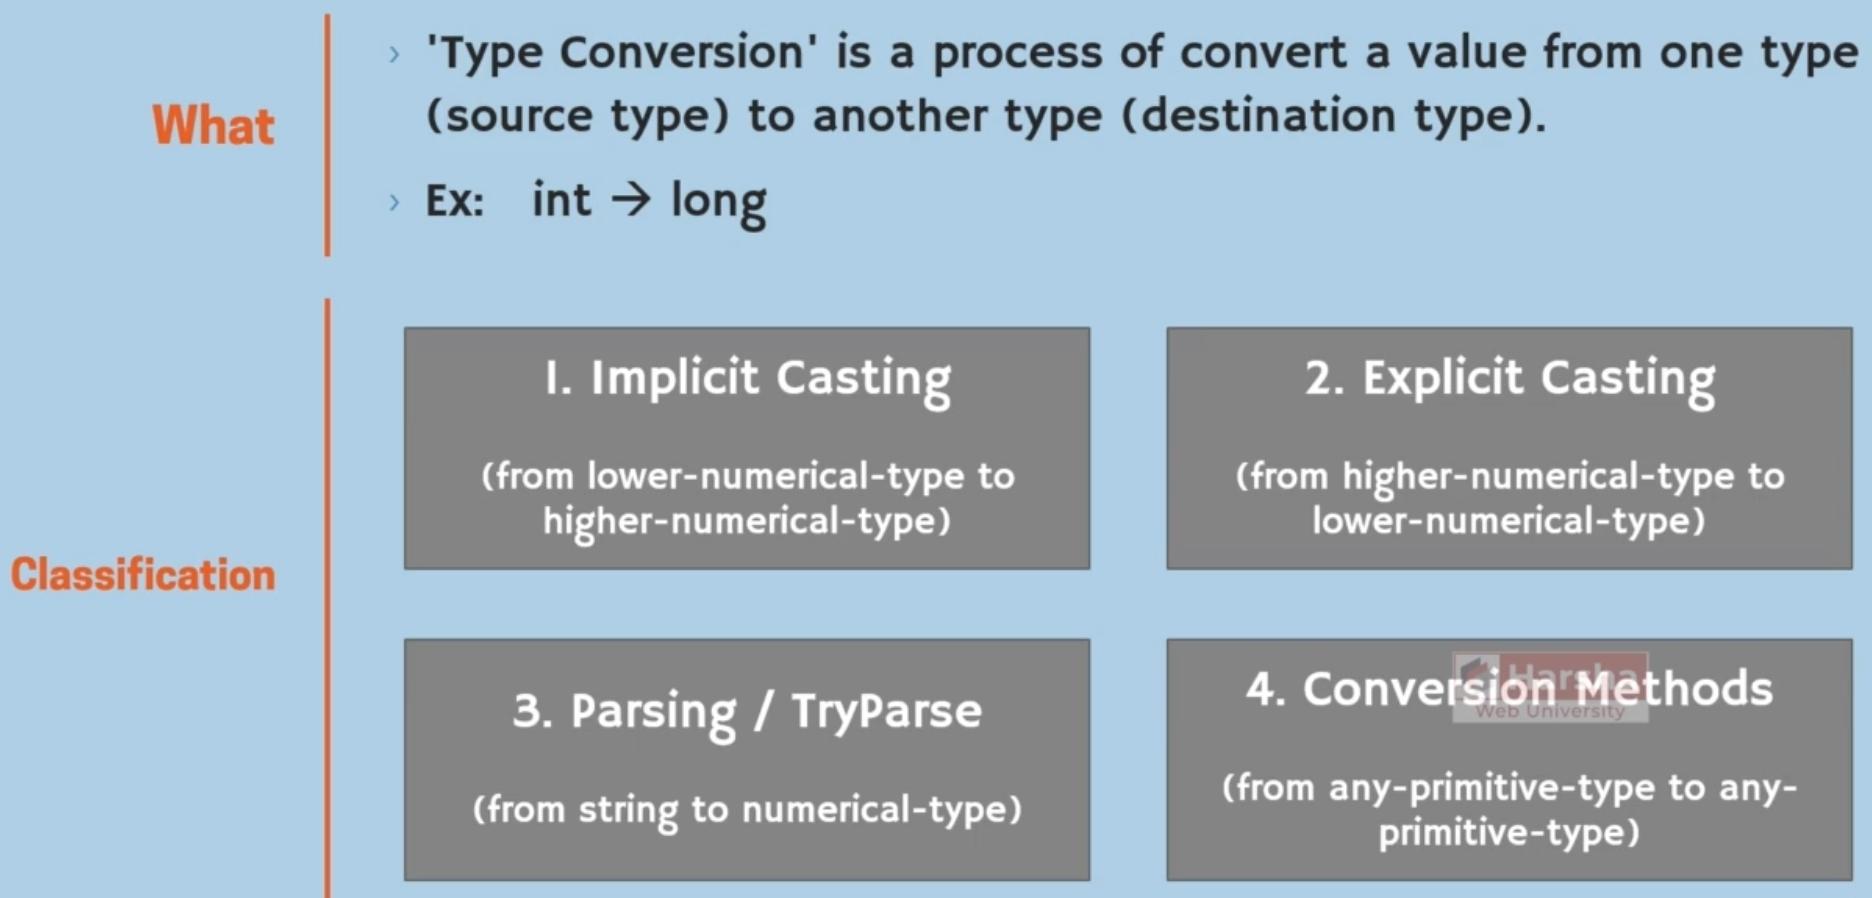 What
› 'Type Conversion' is a process of convert a value from one type
(source type) to another type (destination type).
› Ex: int → long
Classification
1. Implicit Casting
(from lower-numerical-type to
higher-numerical-type)
2. Explicit Casting
(from higher-numerical-type to
lower-numerical-type)
3. Parsing / TryParse
(from string to numerical-type)
4. Conversion Methods
(from any-primitive-type to any-
primitive-type)
Harsha
Web University